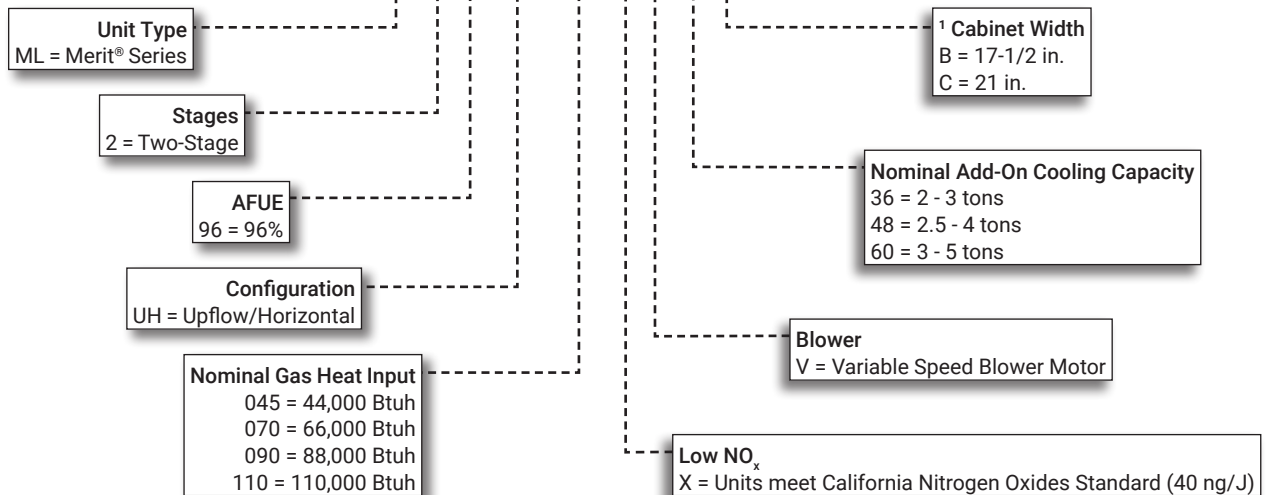 Unit Type
ML = Merit® Series
Stages
2 = Two-Stage
AFUE
96 = 96%
Configuration
UH = Upflow/Horizontal
Nominal Gas Heat Input
045 = 44,000 Btuh
070 = 66,000 Btuh
090 = 88,000 Btuh
110 = 110,000 Btuh
¹ Cabinet Width
B = 17-1/2 in.
C = 21 in.
Nominal Add-On Cooling Capacity
36 = 2 - 3 tons
48 = 2.5 - 4 tons
60 = 3 - 5 tons
Blower
V = Variable Speed Blower Motor
Low NOₓ
X = Units meet California Nitrogen Oxides Standard (40 ng/J)